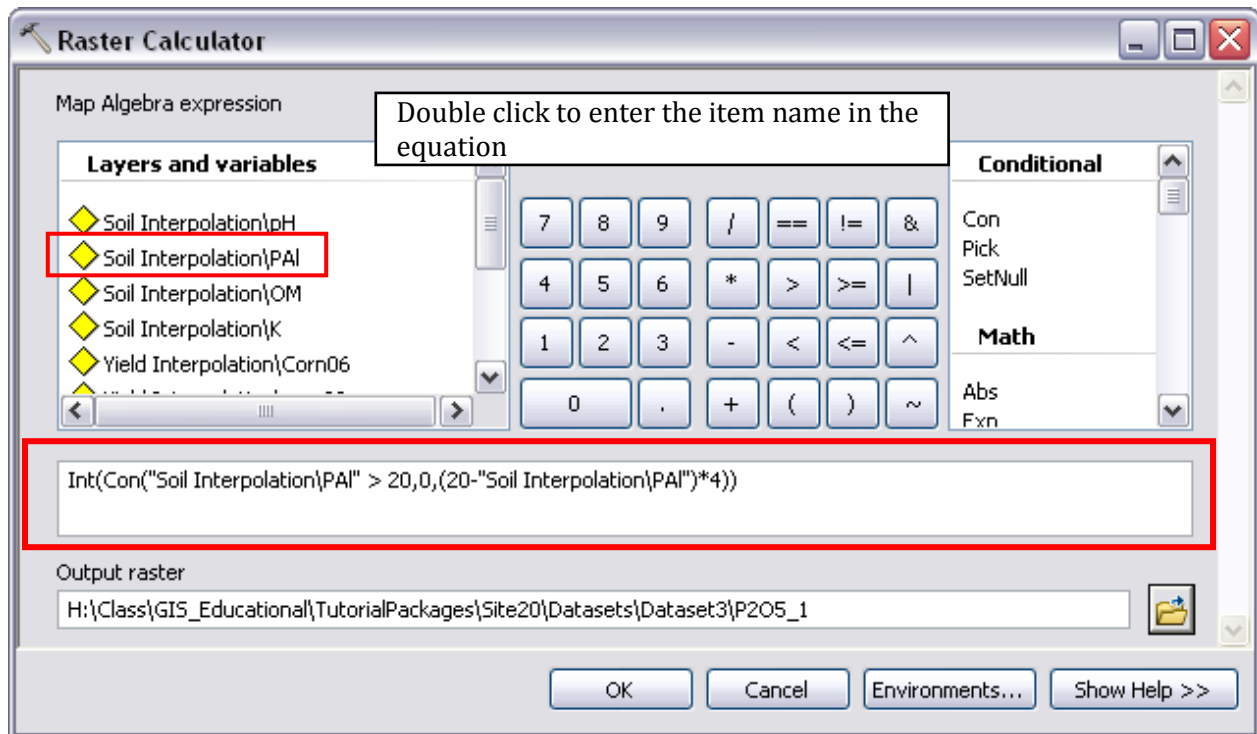 Raster Calculator
Map Algebra expression
Double click to enter the item name in the
equation
Layers and variables
Soil Interpolation\pH
Soil Interpolation\PAl
Soil Interpolation\OM
Soil Interpolation\K
Yield Interpolation\Corn06
7 8 9 / == != &
4 5 6 * > >= |
1 2 3 - < <= ^
0 . + ( ) ~
Conditional
Con
Pick
SetNull
Math
Abs
Exp
Int(Con("Soil Interpolation\PAl" > 20,0,(20-"Soil Interpolation\PAl")*4))
Output raster
H:\Class\GIS_Educational\TutorialPackages\Site20\Datasets\Dataset3\P2O5_1
OK Cancel Environments... Show Help >>